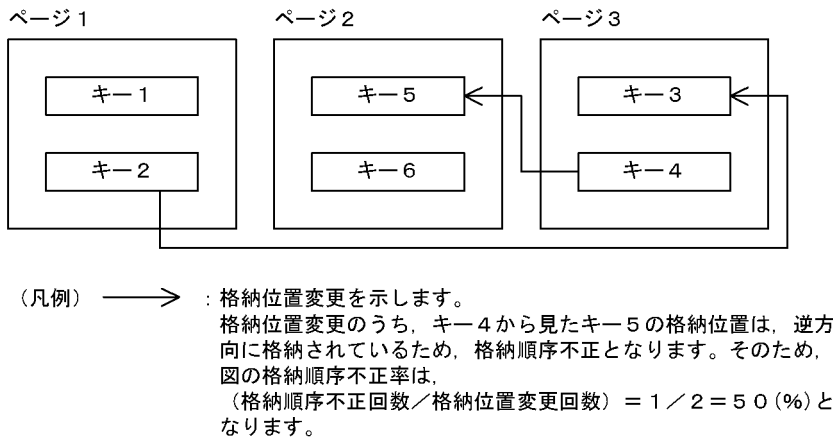 ページ１
ページ２
ページ３
キー１
キー５
キー３
キー２
キー６
キー４
（凡例）
：格納位置変更を示します。
格納位置変更のうち，キー４から見たキー５の格納位置は，逆方
向に格納されているため，格納順序不正となります。そのため，
図の格納順序不正率は，
（格納順序不正回数／格納位置変更回数）＝１／２＝５０(%)と
なります。